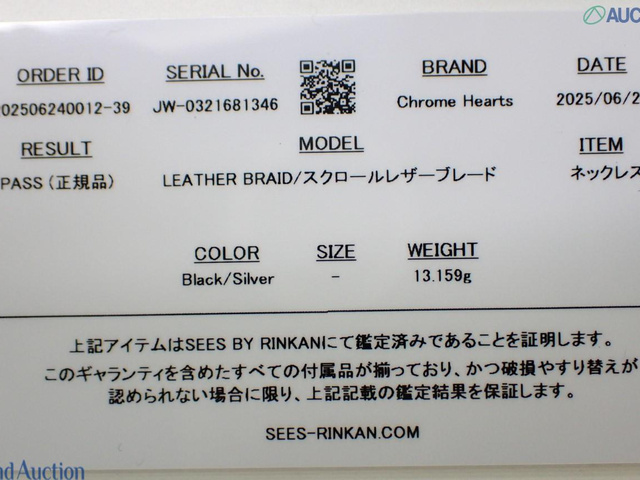 AUC
ORDER ID SERIAL No. BRAND DATE
02506240012-39 JW-0321681346 Chrome Hearts 2025/06/2
RESULT MODEL ITEM
PASS (正規品) LEATHER BRAID/スクロールレザーブレード ネックレス
COLOR SIZE WEIGHT
Black/Silver - 13.159g
上記アイテムはSEES BY RINKANにて鑑定済みであることを証明します。
このギャランティを含めたすべての付属品が揃っており、かつ破損やすり替えが
認められない場合に限り、上記記載の鑑定結果を保証します。
SEES-RINKAN.COM
nd Auction